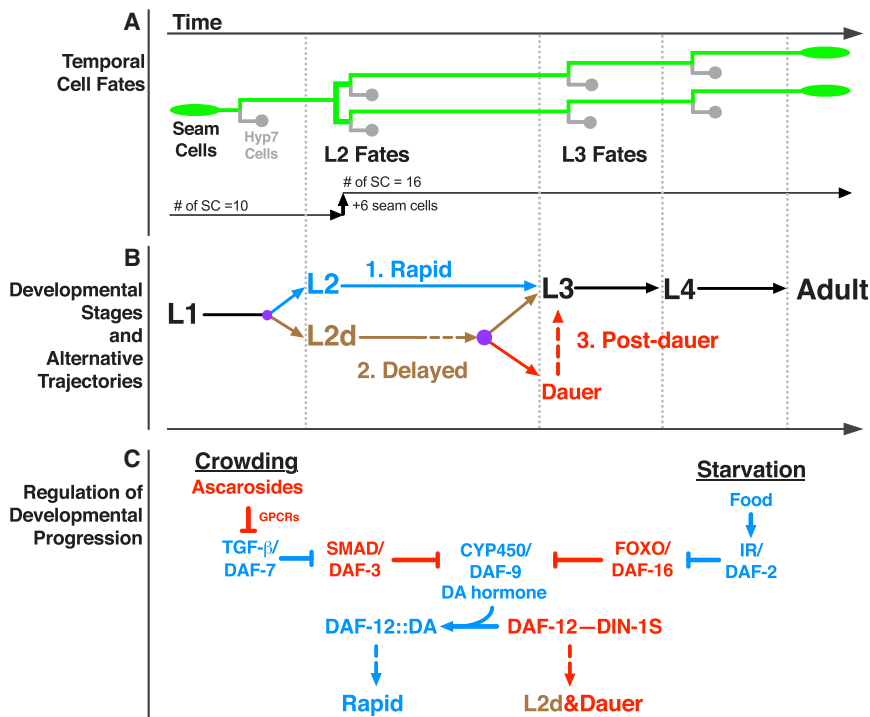 A
Time
Temporal
Cell Fates
Seam
Cells
Hyp7
Cells
L2 Fates
L3 Fates
# of SC = 16
# of SC =10
+6 seam cells
B
Developmental
Stages
and
Alternative
Trajectories
L1
L2
1. Rapid
L3
L4
Adult
L2d
2. Delayed
3. Post-dauer
Dauer
C
Regulation of
Developmental
Progression
Crowding
Ascarosides
GPCRs
Starvation
Food
TGF-β/
DAF-7
SMAD/
DAF-3
CYP450/
DAF-9
DA hormone
FOXO/
DAF-16
IR/
DAF-2
DAF-12::DA
DAF-12—DIN-1S
Rapid
L2d&Dauer